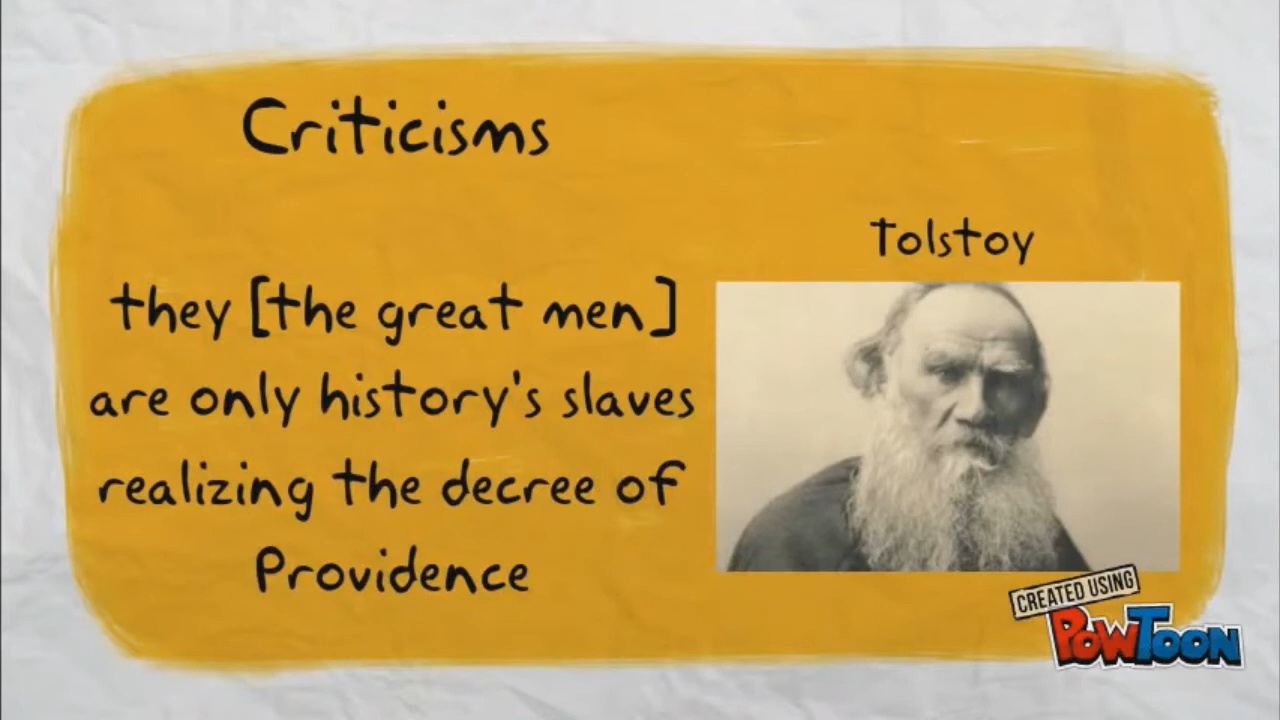 Criticisms
Tolstoy
they [the great men]
are only history's slaves
realizing the decree of
Providence
CREATED USING
POWTOON